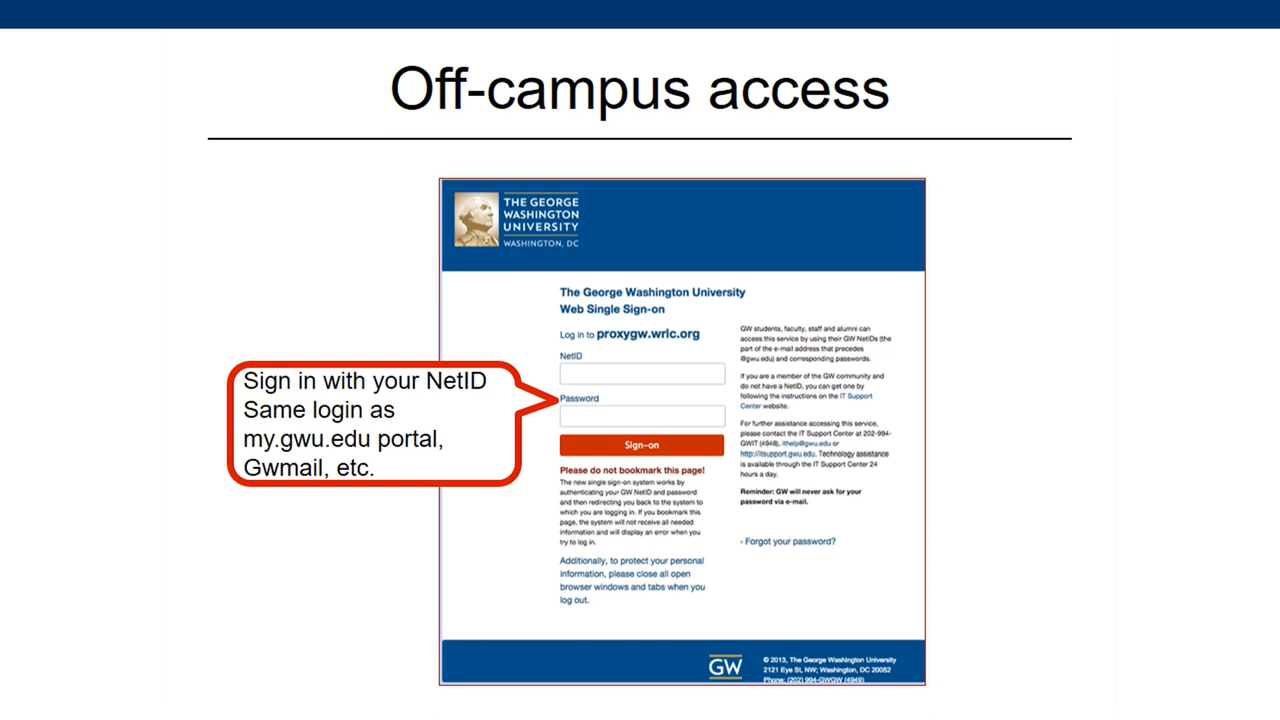 Off-campus access
THE GEORGE
WASHINGTON
UNIVERSITY
WASHINGTON, DC
The George Washington University
Web Single Sign-on
Log in to proxygw.wrlc.org
NetID
Password
Sign-on
Please do not bookmark this page!
The new single sign-on system works by
authenticating your GW NetID and password
and then redirecting you back to the system to
which you are logging in. If you bookmark this
page, the system will not receive all needed
information and will display an error when you
try to log in.
Additionally, to protect your personal
information, please close all open
browser windows and tabs when you
log out.
GW students, faculty, staff and alumni can
access this service by using their GW NetIDs (the
part of the e-mail address that precedes
@gwu.edu) and corresponding passwords.
If you are a member of the GW community and
do not have a NetID, you can get one by
following the instructions on the IT Support
Center website.
For further assistance accessing this service,
please contact the IT Support Center at 202-994-
GWIT (4948), ithelp@gwu.edu or
http://itsupport.gwu.edu. Technology assistance
is available through the IT Support Center 24
hours a day.
Reminder: GW will never ask for your
password via e-mail.
› Forgot your password?
Sign in with your NetID
Same login as
my.gwu.edu portal,
Gwmail, etc.
GW
© 2013, The George Washington University
2121 Eye St, NW; Washington, DC 20052
Phone: (202) 994-GWGW (4949)